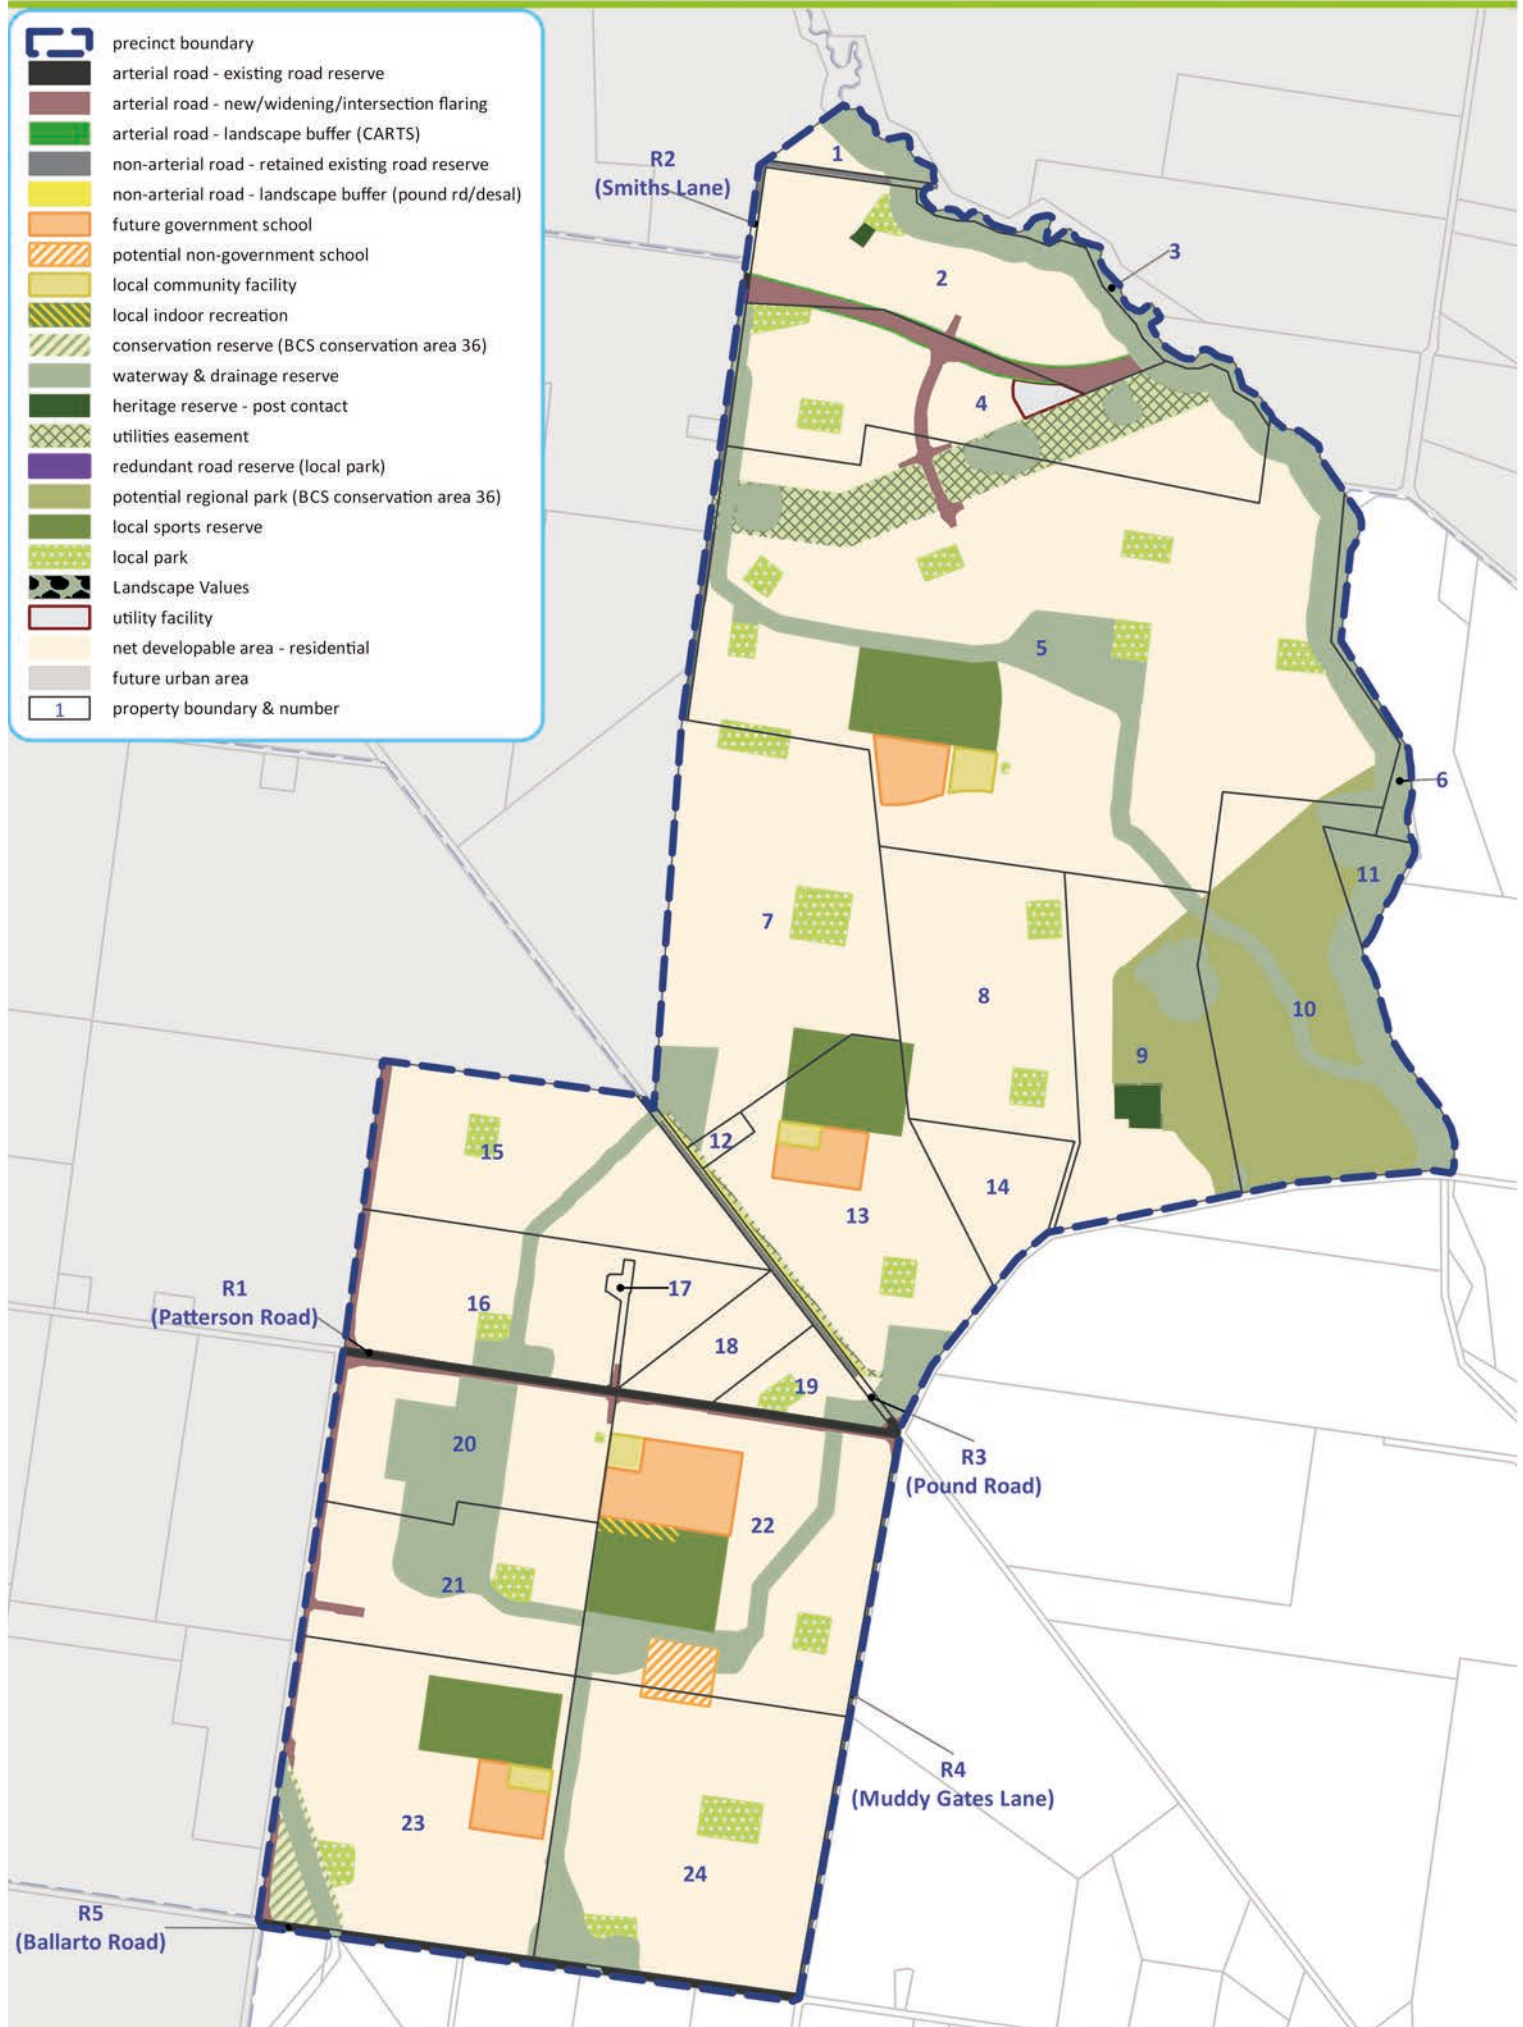 precinct boundary
arterial road - existing road reserve
arterial road - new/widening/intersection flaring
arterial road - landscape buffer (CARTS)
non-arterial road - retained existing road reserve
non-arterial road - landscape buffer (pound rd/desal)
future government school
potential non-government school
local community facility
local indoor recreation
conservation reserve (BCS conservation area 36)
waterway & drainage reserve
heritage reserve - post contact
utilities easement
redundant road reserve (local park)
potential regional park (BCS conservation area 36)
local sports reserve
local park
Landscape Values
utility facility
net developable area - residential
future urban area
1 property boundary & number
1
R2
(Smiths Lane)
3
2
4
5
6
11
7
8
10
9
12
15
14
13
R1
(Patterson Road)
17
16
18
19
20
R3
(Pound Road)
22
21
R4
(Muddy Gates Lane)
23
24
R5
(Ballarto Road)